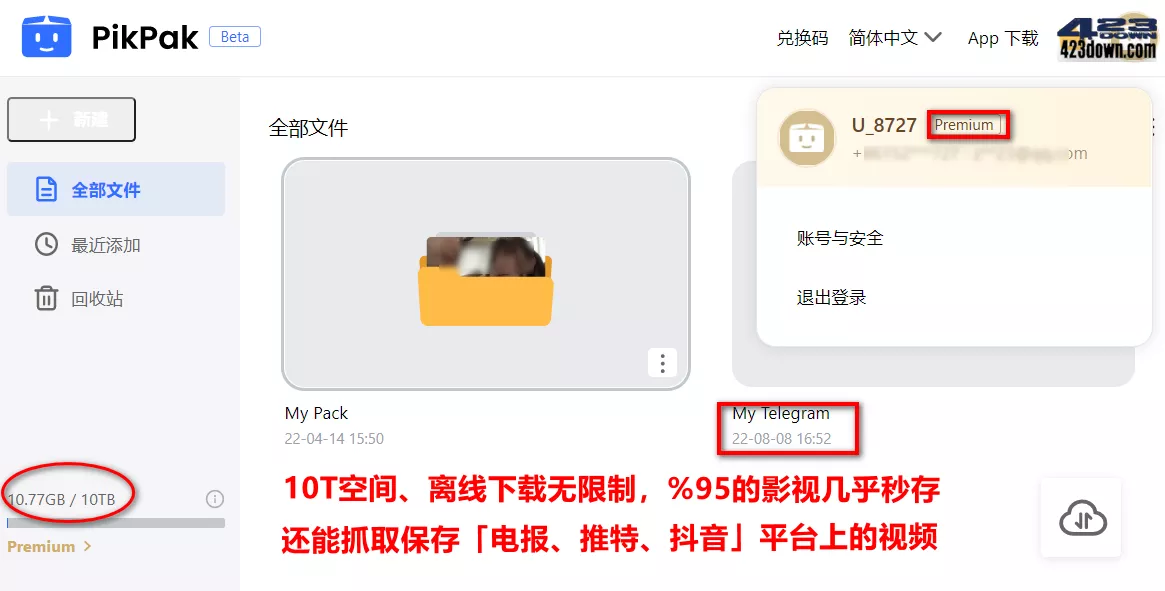 PikPak Beta
兑换码 简体中文 App 下载
423
DOWN
423down.com
新建
全部文件
最近添加
回收站
10.77GB / 10TB
Premium
全部文件
My Pack
22-04-14 15:50
My Telegram
22-08-08 16:52
U_8727 Premium
账号与安全
退出登录
10T空间、离线下载无限制，%95的影视几乎秒存
还能抓取保存「电报、推特、抖音」平台上的视频